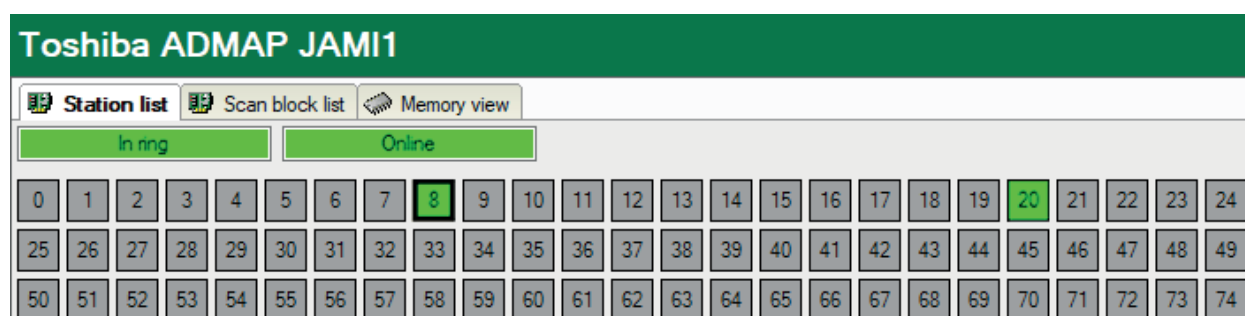 Toshiba ADMAP JAMI1
Station list Scan block list Memory view
In ring Online
0 1 2 3 4 5 6 7 8 9 10 11 12 13 14 15 16 17 18 19 20 21 22 23 24
25 26 27 28 29 30 31 32 33 34 35 36 37 38 39 40 41 42 43 44 45 46 47 48 49
50 51 52 53 54 55 56 57 58 59 60 61 62 63 64 65 66 67 68 69 70 71 72 73 74